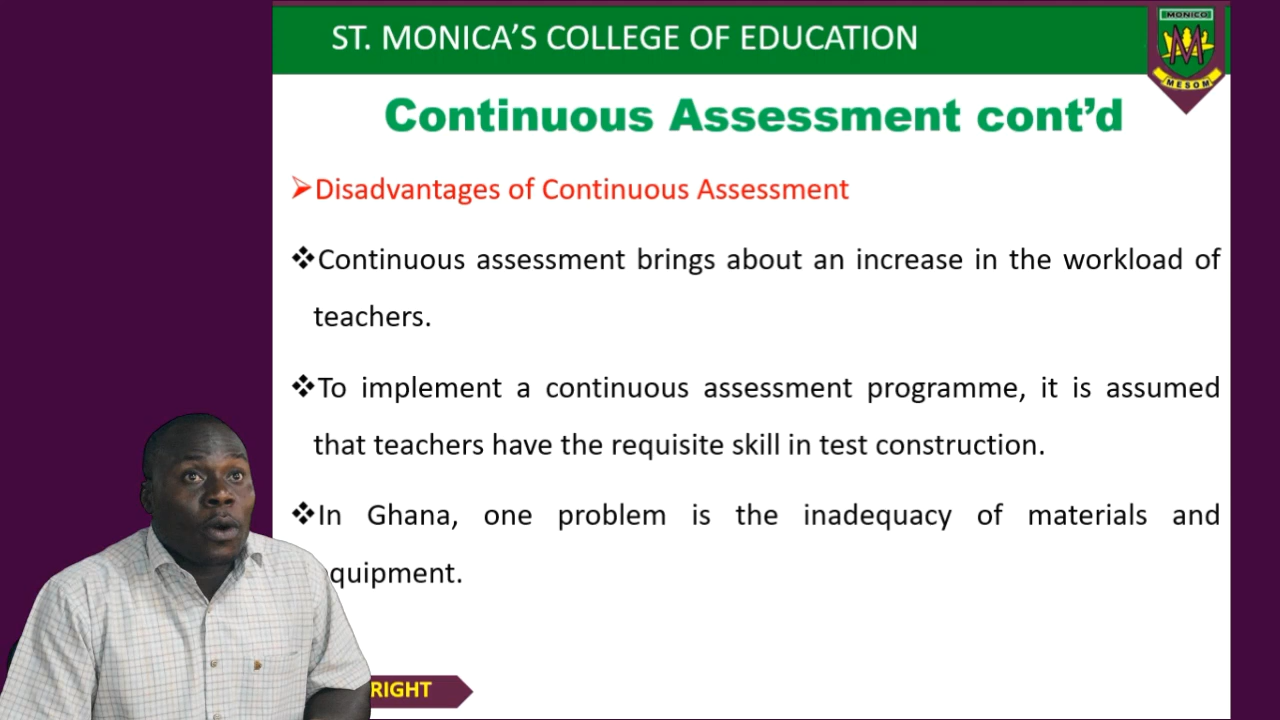 ST. MONICA'S COLLEGE OF EDUCATION
MONICO
MESOM
Continuous Assessment cont'd
Disadvantages of Continuous Assessment
Continuous assessment brings about an increase in the workload of
teachers.
To implement a continuous assessment programme, it is assumed
that teachers have the requisite skill in test construction.
In Ghana, one problem is the inadequacy of materials and
quipment.
RIGHT